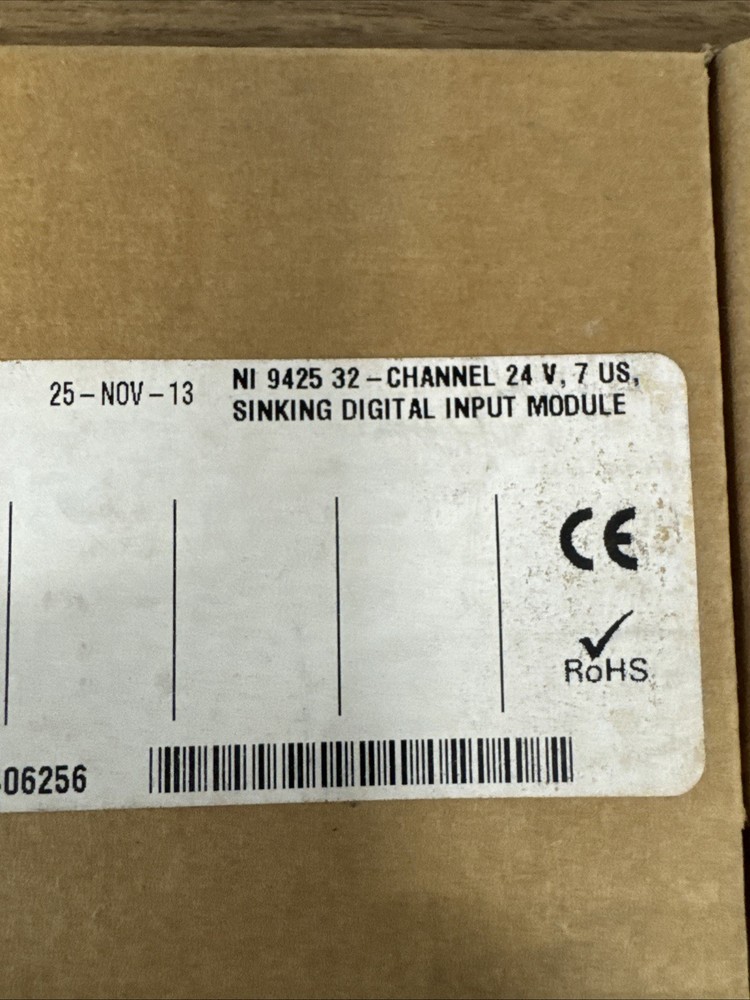 25-NOV-13
NI 9425 32-CHANNEL 24 V, 7 US,
SINKING DIGITAL INPUT MODULE
CE
RoHS
06256